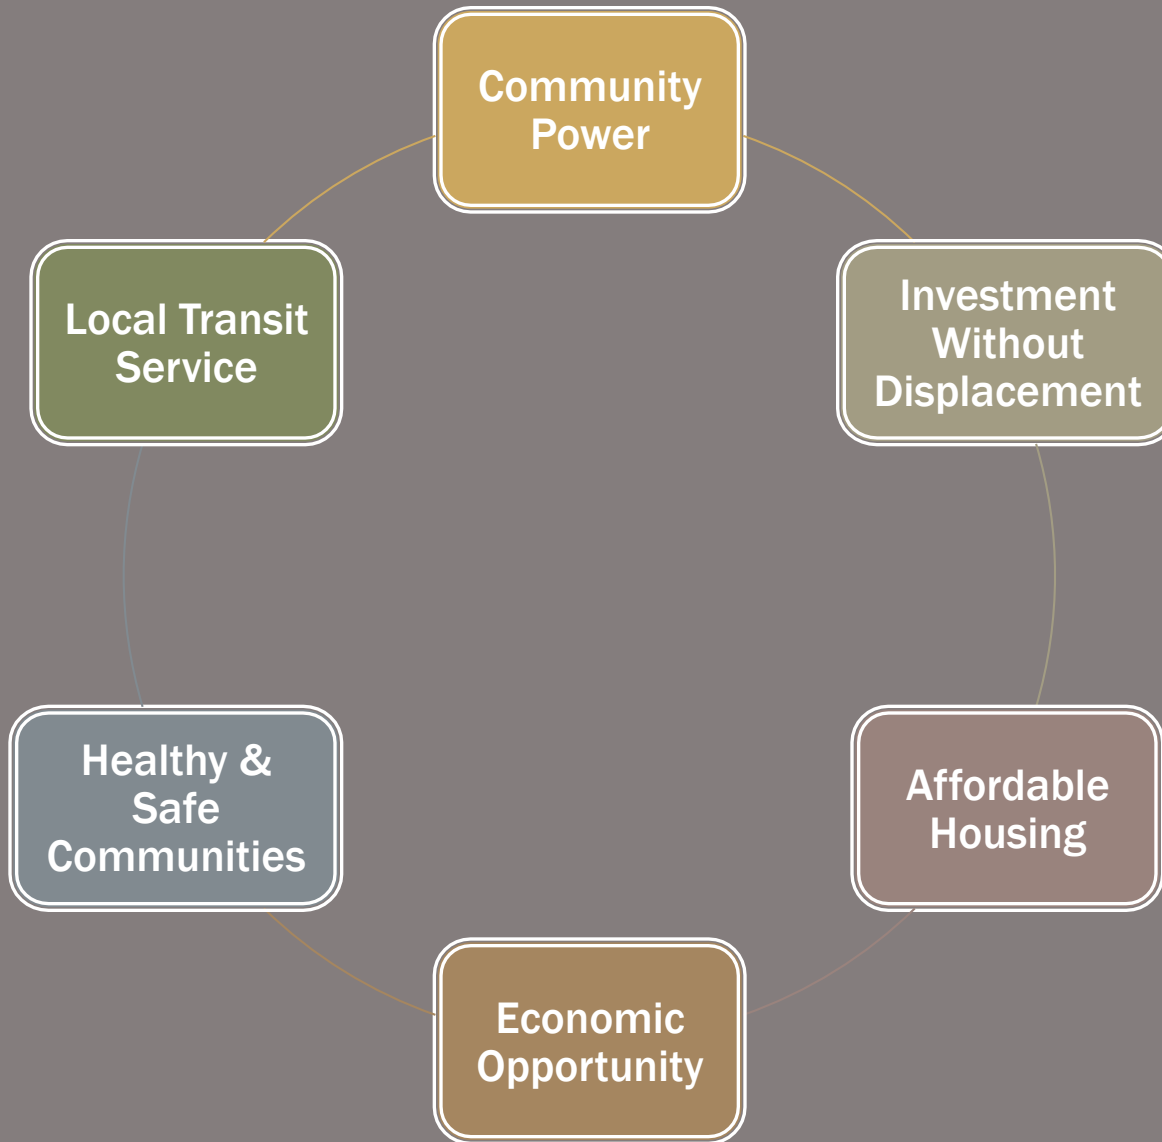 Community
Power
Investment
Without
Displacement
Affordable
Housing
Economic
Opportunity
Healthy &
Safe
Communities
Local Transit
Service